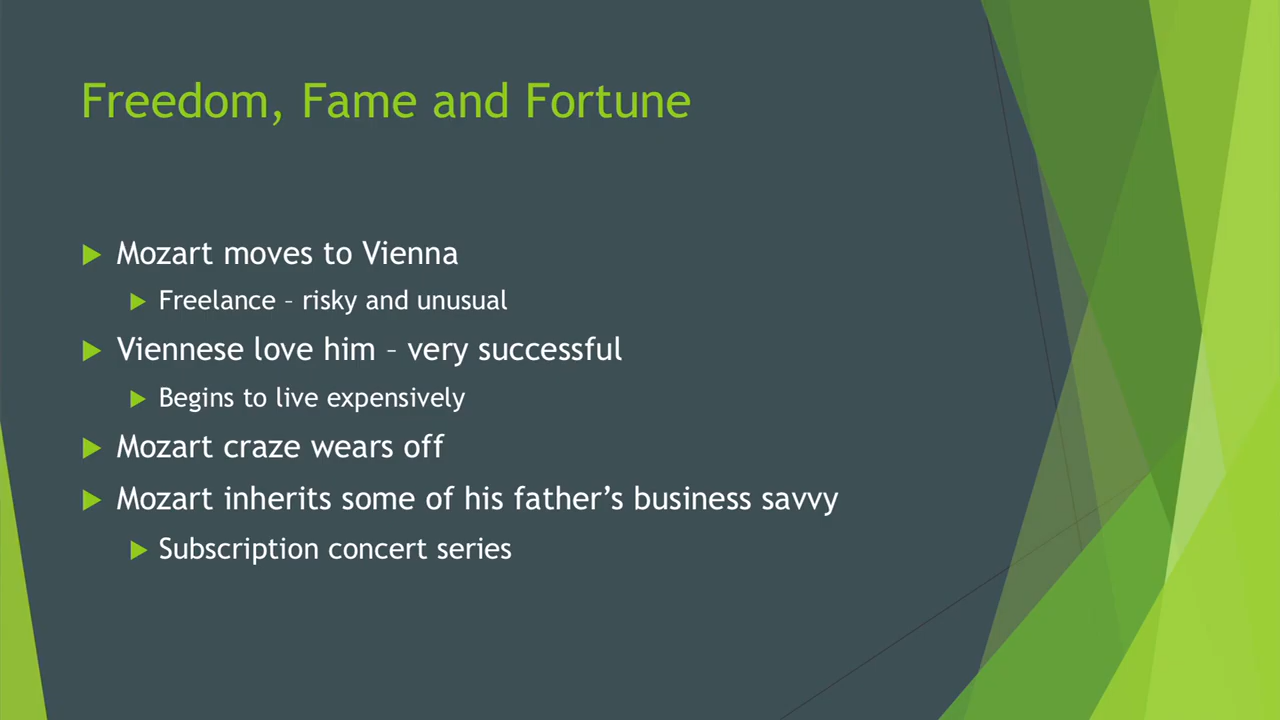 Freedom, Fame and Fortune
Mozart moves to Vienna
Freelance – risky and unusual
Viennese love him – very successful
Begins to live expensively
Mozart craze wears off
Mozart inherits some of his father’s business savvy
Subscription concert series